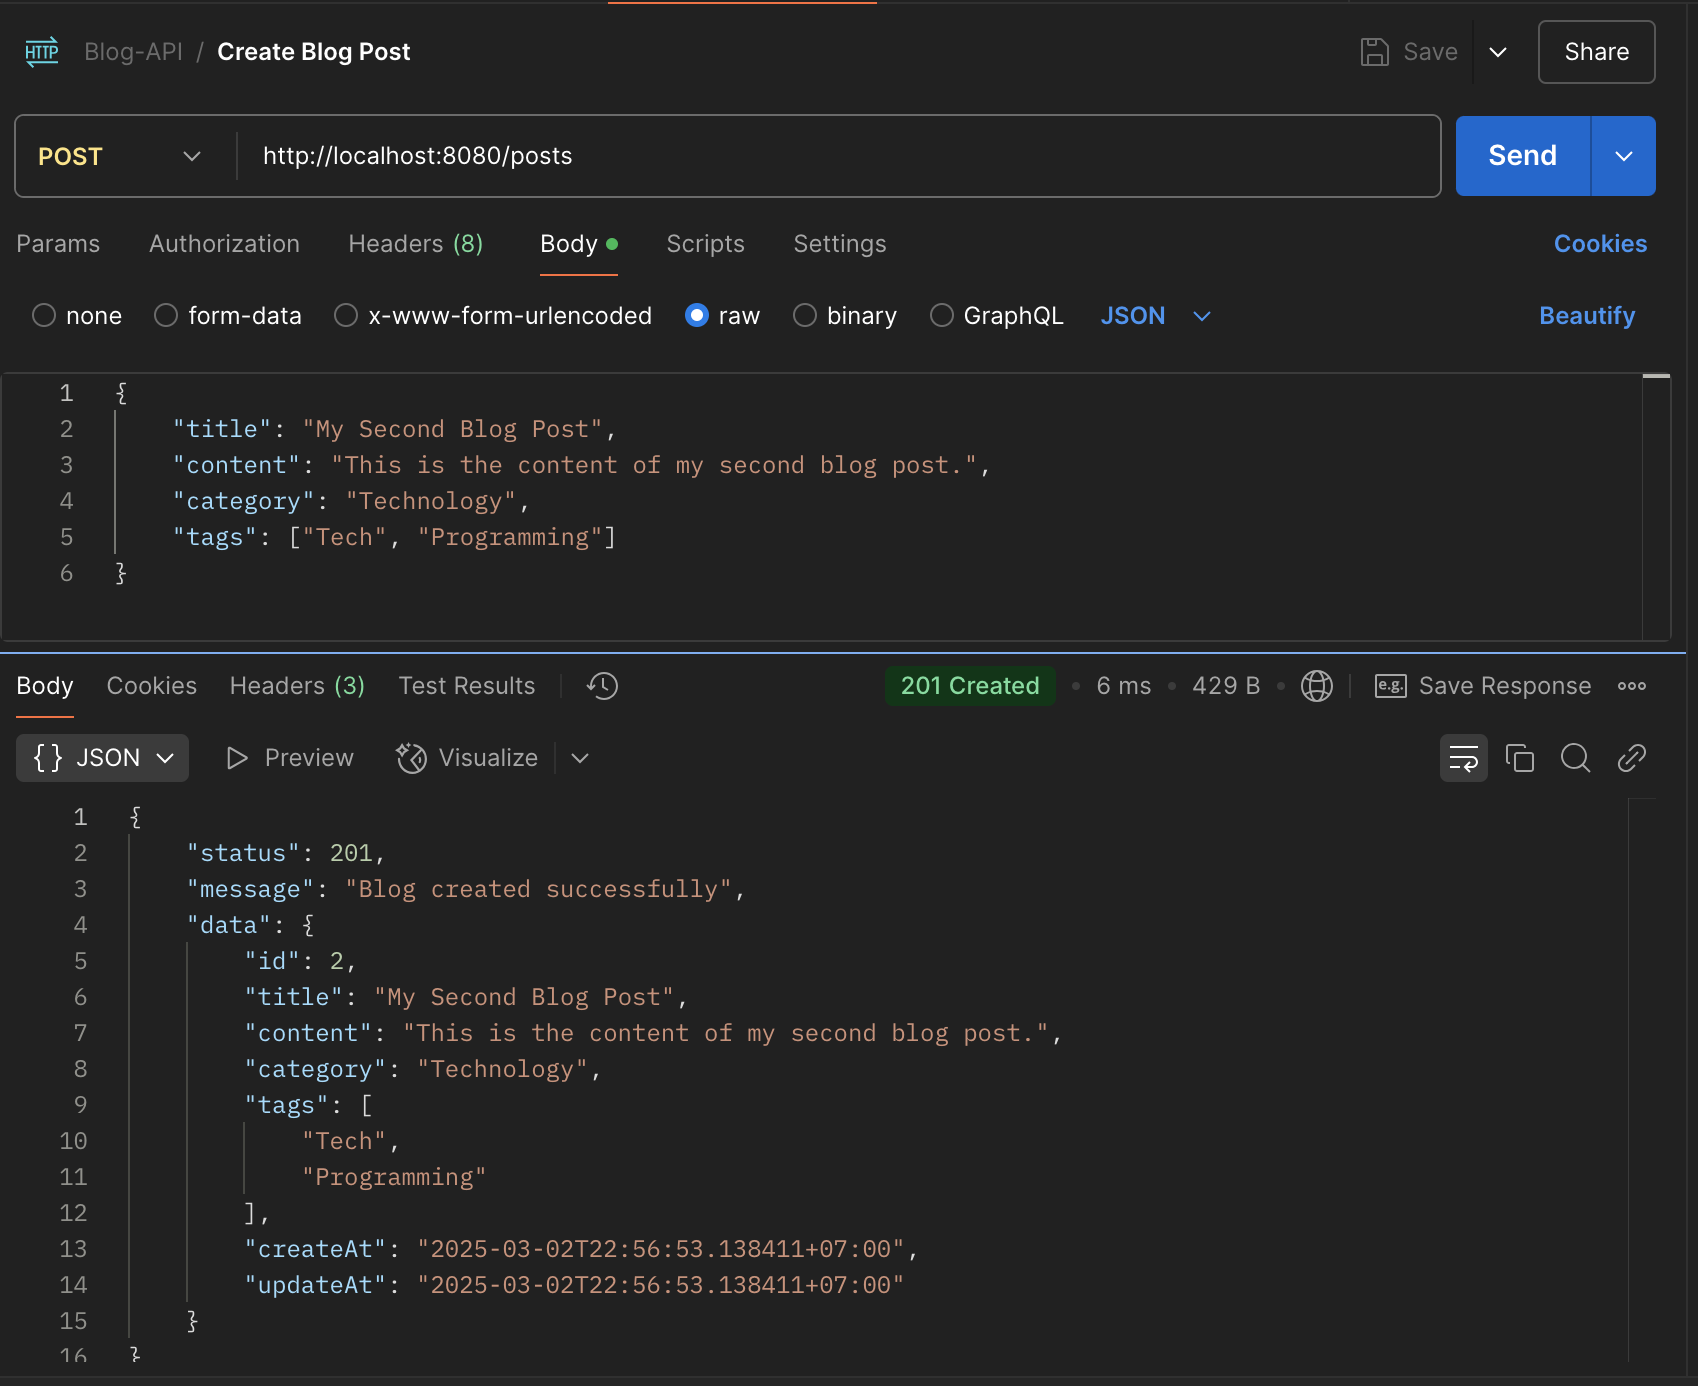 HTTP Blog-API / Create Blog Post Save Share
POST http://localhost:8080/posts Send
Params Authorization Headers (8) Body Scripts Settings Cookies
none form-data x-www-form-urlencoded raw binary GraphQL JSON Beautify
1 {
2 "title": "My Second Blog Post",
3 "content": "This is the content of my second blog post.",
4 "category": "Technology",
5 "tags": ["Tech", "Programming"]
6 }
Body Cookies Headers (3) Test Results 201 Created • 6 ms • 429 B • e.g. Save Response
{} JSON Preview Visualize
1 {
2 "status": 201,
3 "message": "Blog created successfully",
4 "data": {
5 "id": 2,
6 "title": "My Second Blog Post",
7 "content": "This is the content of my second blog post.",
8 "category": "Technology",
9 "tags": [
10 "Tech",
11 "Programming"
12 ],
13 "createAt": "2025-03-02T22:56:53.138411+07:00",
14 "updateAt": "2025-03-02T22:56:53.138411+07:00"
15 }
16 }